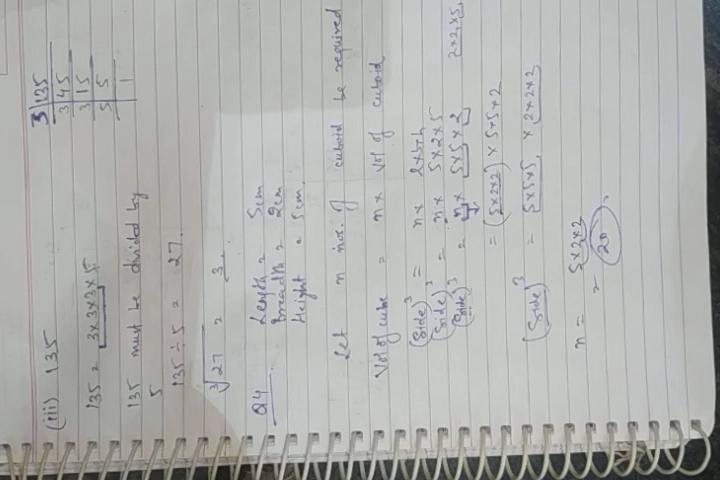 (iii) 135
3 135
3 45
3 15
5 5
1
135 = 3×3×3×5
135 must be divided by
5
135 ÷ 5 = 27.
∛27 = 3
Q4 Length = 5cm
Breadth = 2cm
Height = 5cm.
Let n nos. of cuboid be required
Vol of cube = n × Vol of cuboid
(Side)³ = n × l×b×h
(Side)³ = n × 5×2×5
(Side)³ = n × 5×5×2
2×2×5
= (5×2×2) × 5×5×2
(Side)³ = 5×5×5 × 2×2×2
n = 5×2×2
= 20